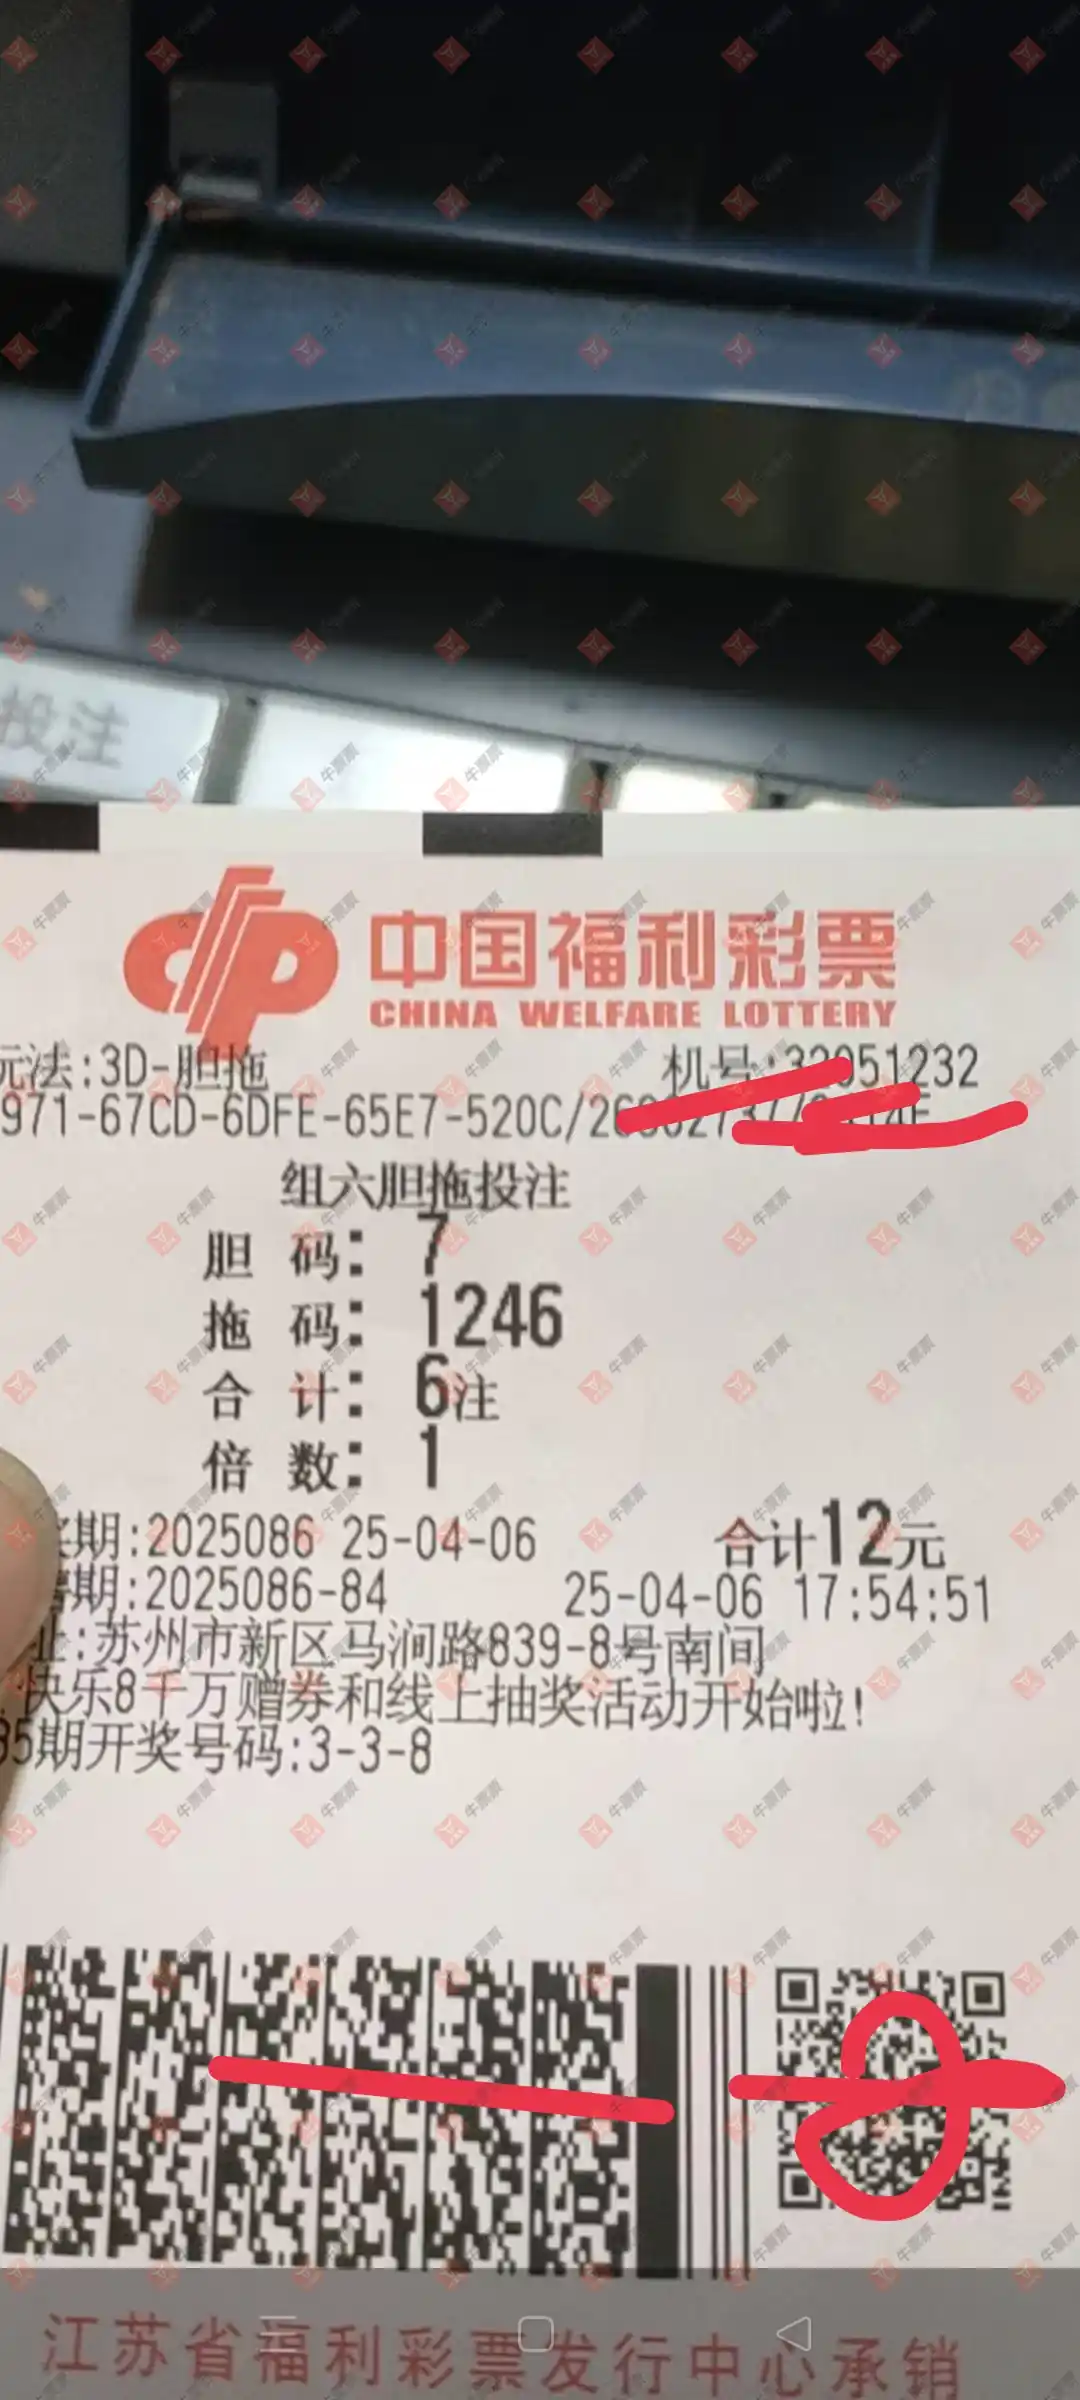 投注
中国福利彩票
CHINA WELFARE LOTTERY
玩法:3D-胆拖 机号:32051232
971-67CD-6DFE-65E7-520C/
组六胆拖投注
胆 码: 7
拖 码: 1246
合 计: 6注
倍 数: 1
奖期:2025086 25-04-06 合计12元
期:2025086-84 25-04-06 17:54:51
址:苏州市新区马涧路839-8号南间
快乐8千万赠券和线上抽奖活动开始啦!
85期开奖号码:3-3-8
江苏省福利彩票发行中心承销
牛票票